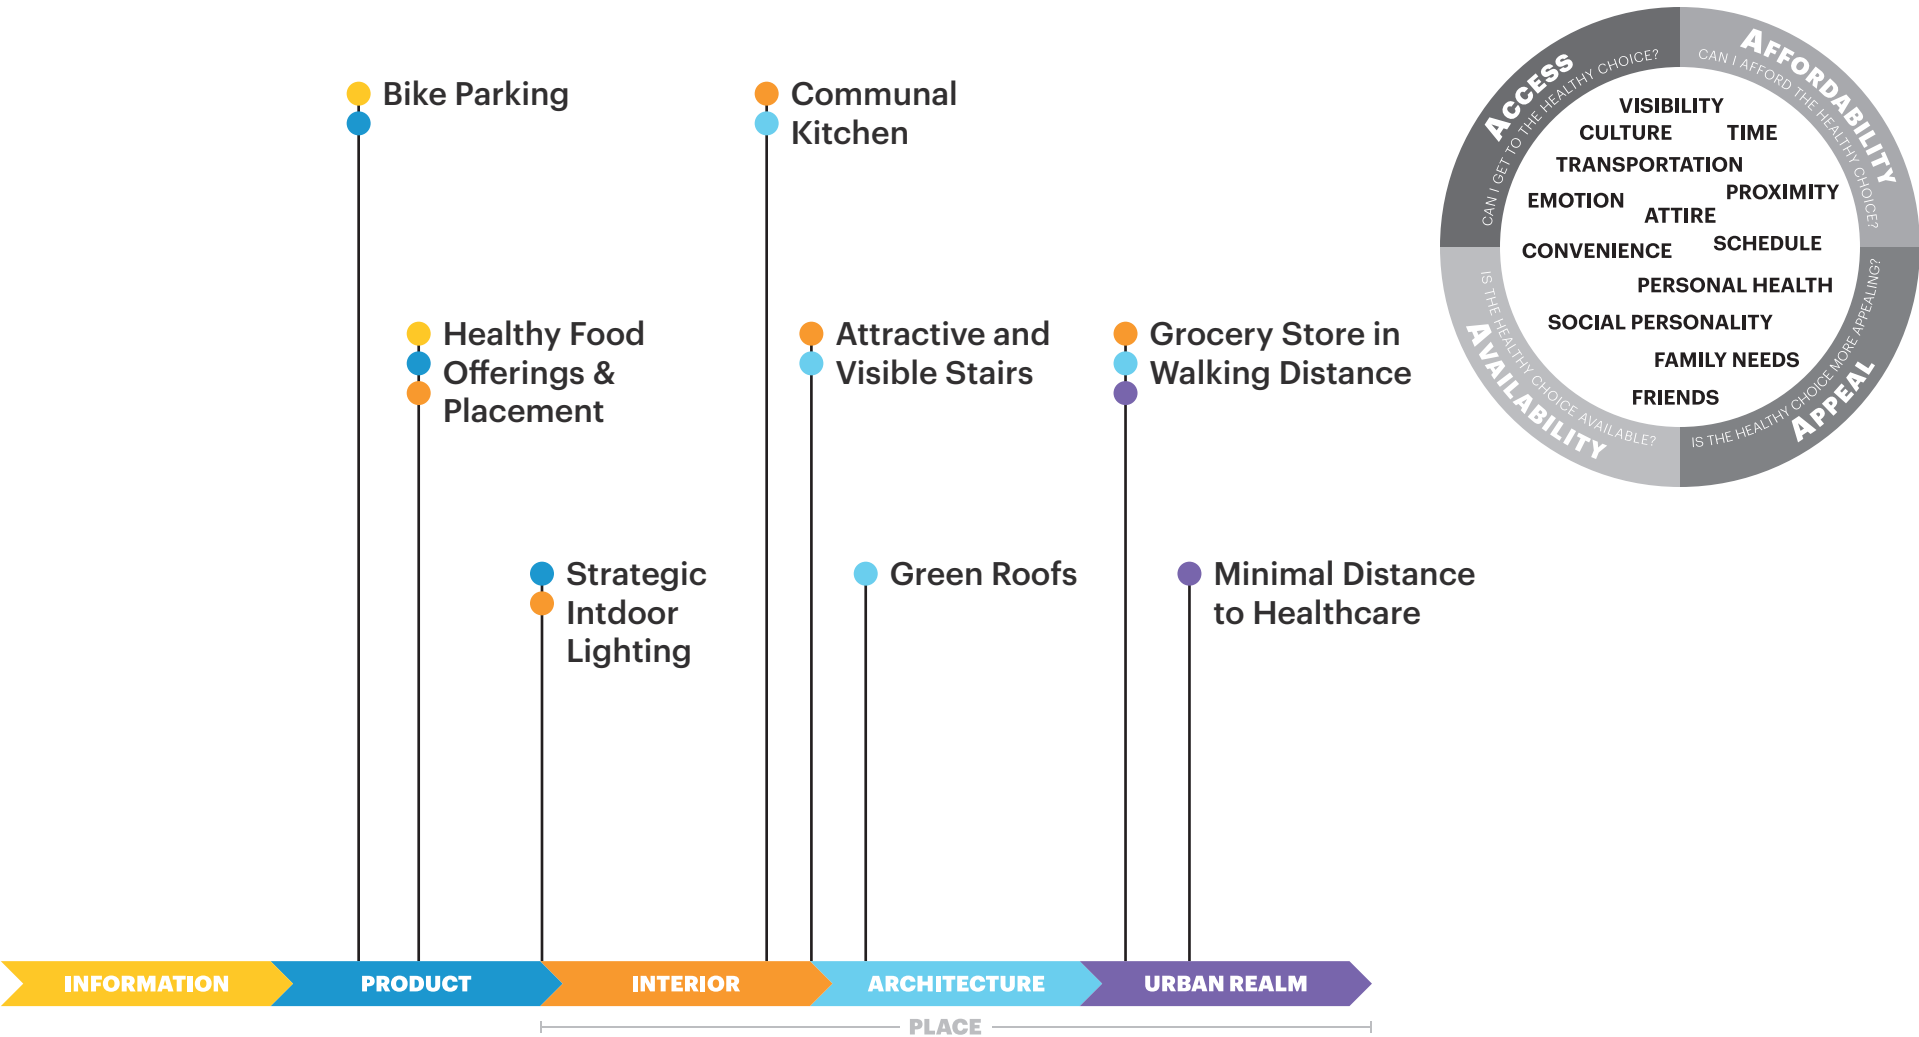 Bike Parking
Communal
Kitchen
Healthy Food
Offerings &
Placement
Attractive and
Visible Stairs
Grocery Store in
Walking Distance
Strategic
Intdoor
Lighting
Green Roofs
Minimal Distance
to Healthcare
INFORMATION
PRODUCT
INTERIOR
ARCHITECTURE
URBAN REALM
PLACE
ACCESS
CAN I GET TO THE HEALTHY CHOICE?
AFFORDABILITY
CAN I AFFORD THE HEALTHY CHOICE?
VISIBILITY
CULTURE TIME
TRANSPORTATION
PROXIMITY
EMOTION
ATTIRE
SCHEDULE
CONVENIENCE
PERSONAL HEALTH
SOCIAL PERSONALITY
FAMILY NEEDS
FRIENDS
AVAILABILITY
IS THE HEALTHY CHOICE AVAILABLE?
APPEAL
IS THE HEALTHY CHOICE MORE APPEALING?